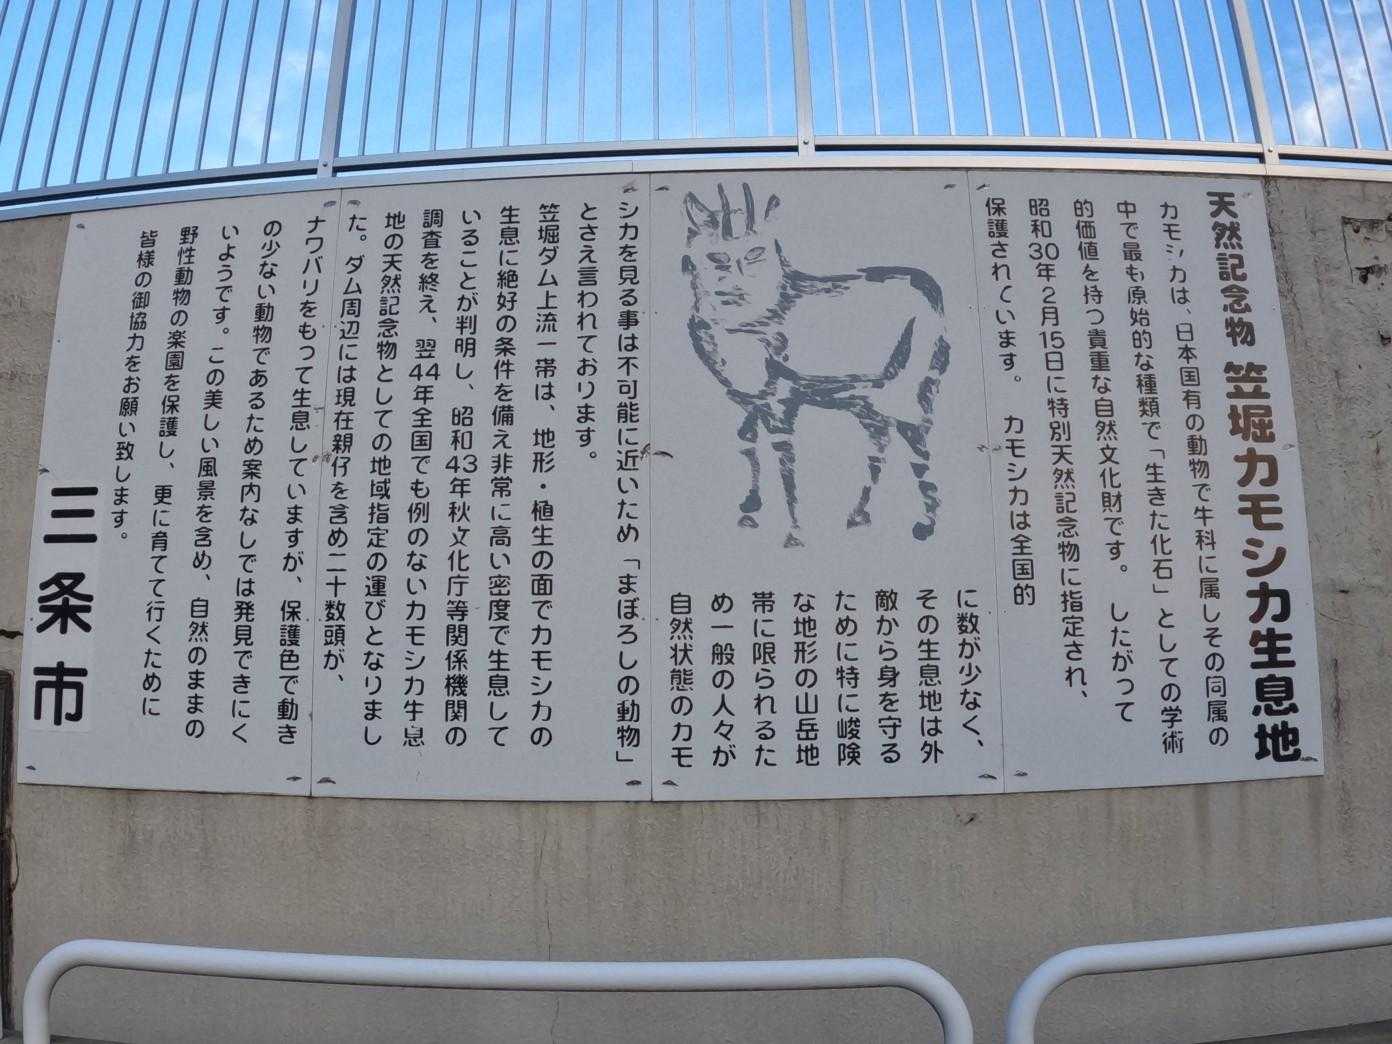 天然記念物 笠堀カモシカ生息地
カモシカは、日本国有の動物で牛科に属しその同属の
中で最も原始的な種類で「生きた化石」としての学術
的価値を持つ貴重な自然文化財です。したがって
昭和30年2月15日に特別天然記念物に指定され、
保護されています。 カモシカは全国的
に数が少なく、
その生息地は外
敵から身を守る
ために特に峻険
な地形の山岳地
帯に限られるた
め一般の人々が
自然状態のカモ
シカを見る事は不可能に近いため「まぼろしの動物」
とさえ言われております。
笠堀ダム上流一帯は、地形・植生の面でカモシカの
生息に絶好の条件を備え非常に高い密度で生息して
いることが判明し、昭和43年秋文化庁等関係機関の
調査を終え、翌44年全国でも例のないカモシカ生息
地の天然記念物としての地域指定の運びとなりまし
た。ダム周辺には現在親仔を含め二十数頭が、
ナワバリをもって生息していますが、保護色で動き
の少ない動物であるため案内なしでは発見できにく
いようです。この美しい風景を含め、自然のままの
野性動物の楽園を保護し、更に育てて行くために
皆様の御協力をお願い致します。
三条市